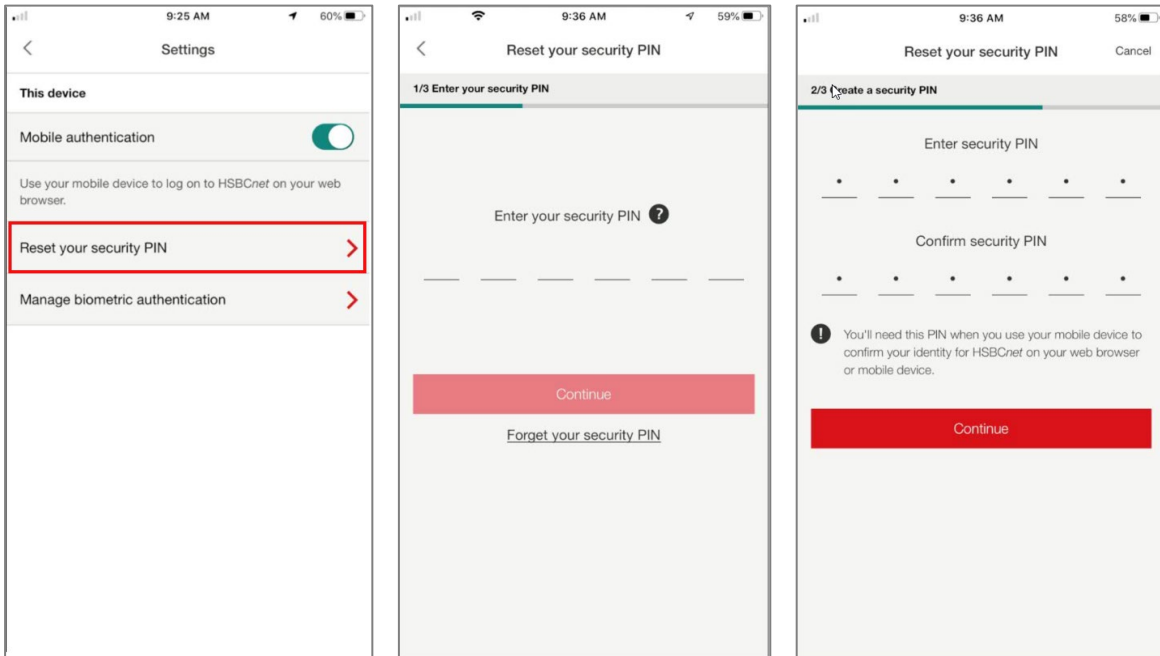 9:25 AM
60%
Settings
This device
Mobile authentication
Use your mobile device to log on to HSBCnet on your web
browser.
Reset your security PIN
Manage biometric authentication
9:36 AM
59%
Reset your security PIN
1/3 Enter your security PIN
Enter your security PIN ?
Continue
Forget your security PIN
9:36 AM
58%
Reset your security PIN
Cancel
2/3 Create a security PIN
Enter security PIN
Confirm security PIN
! You'll need this PIN when you use your mobile device to
confirm your identity for HSBCnet on your web browser
or mobile device.
Continue